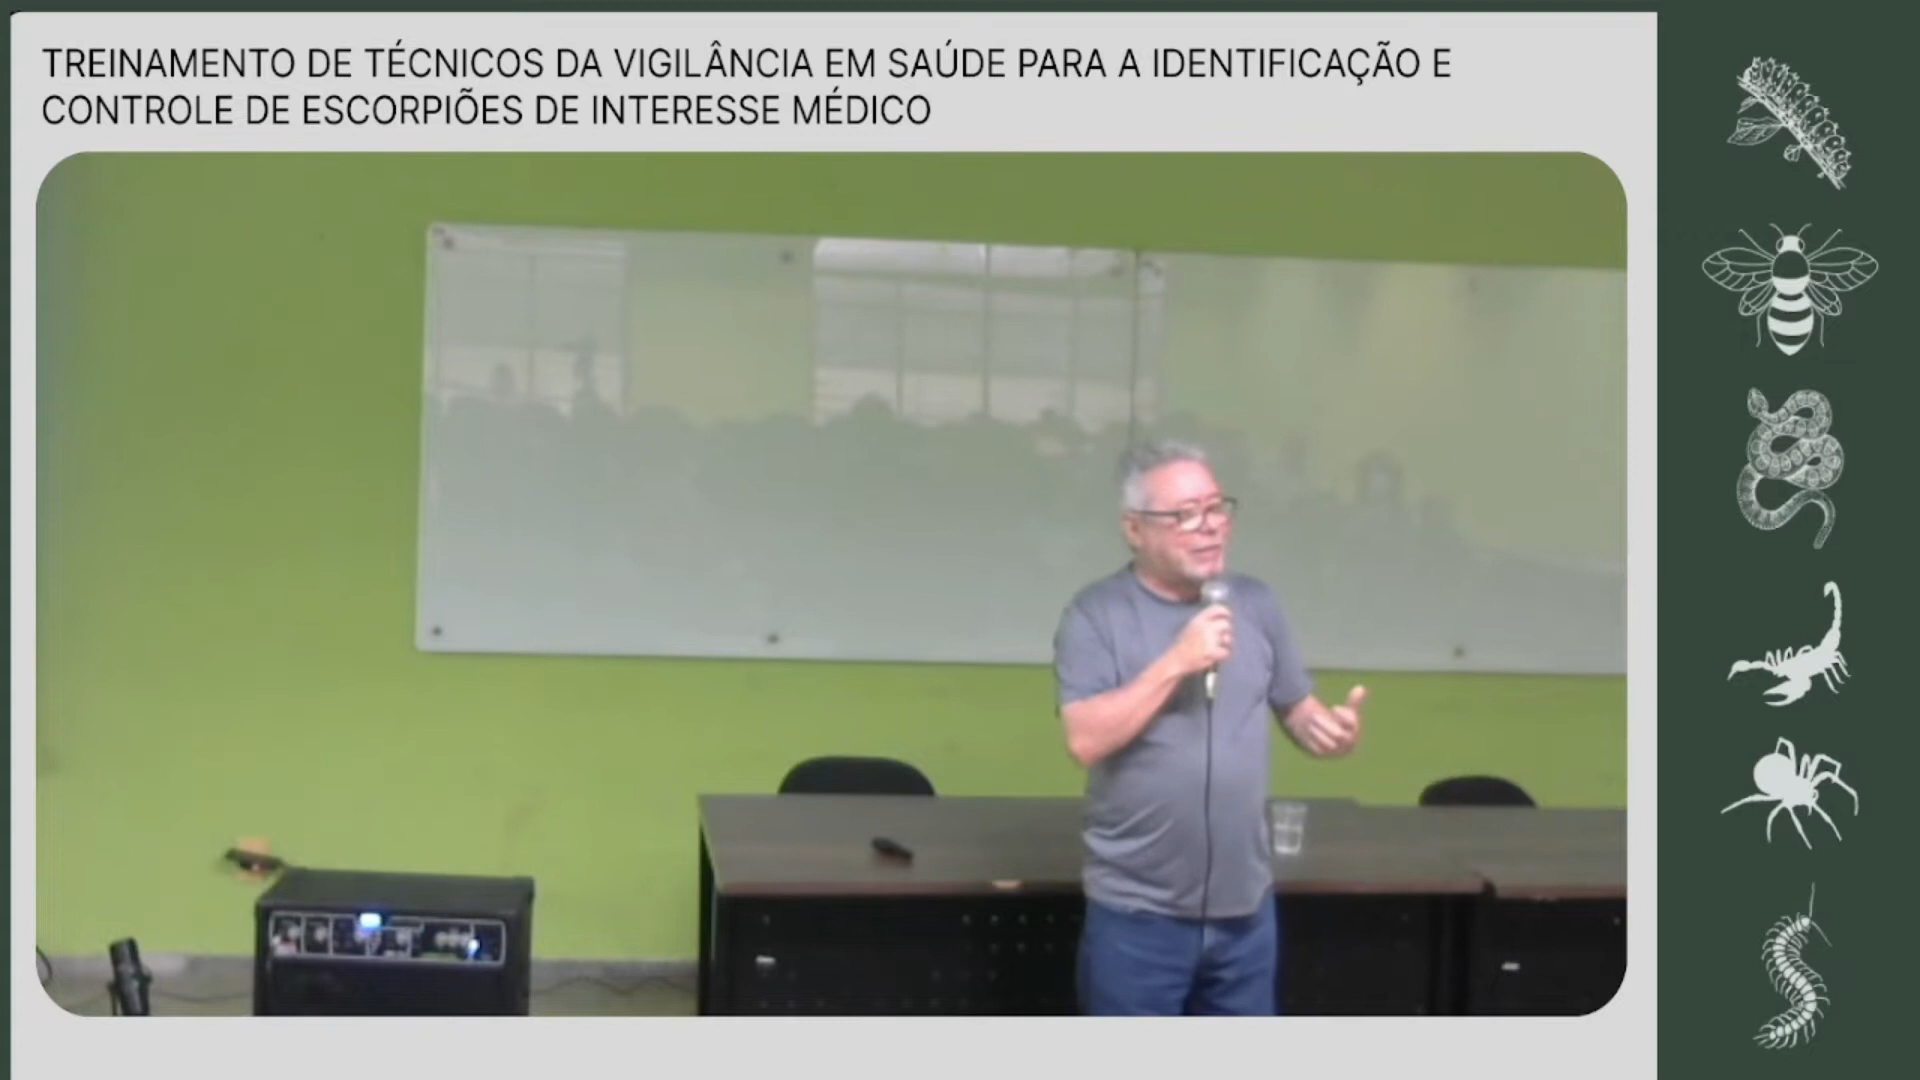 TREINAMENTO DE TÉCNICOS DA VIGILÂNCIA EM SAÚDE PARA A IDENTIFICAÇÃO E
CONTROLE DE ESCORPIÕES DE INTERESSE MÉDICO